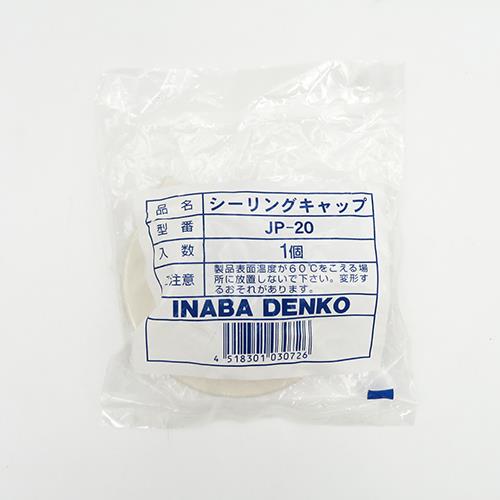 品名 シーリングキャップ
型番 JP-20
入数 1個
ご注意 製品表面温度が60℃をこえる場
所に放置しないで下さい。変形す
るおそれがあります。
INABA DENKO
4 518301 030726